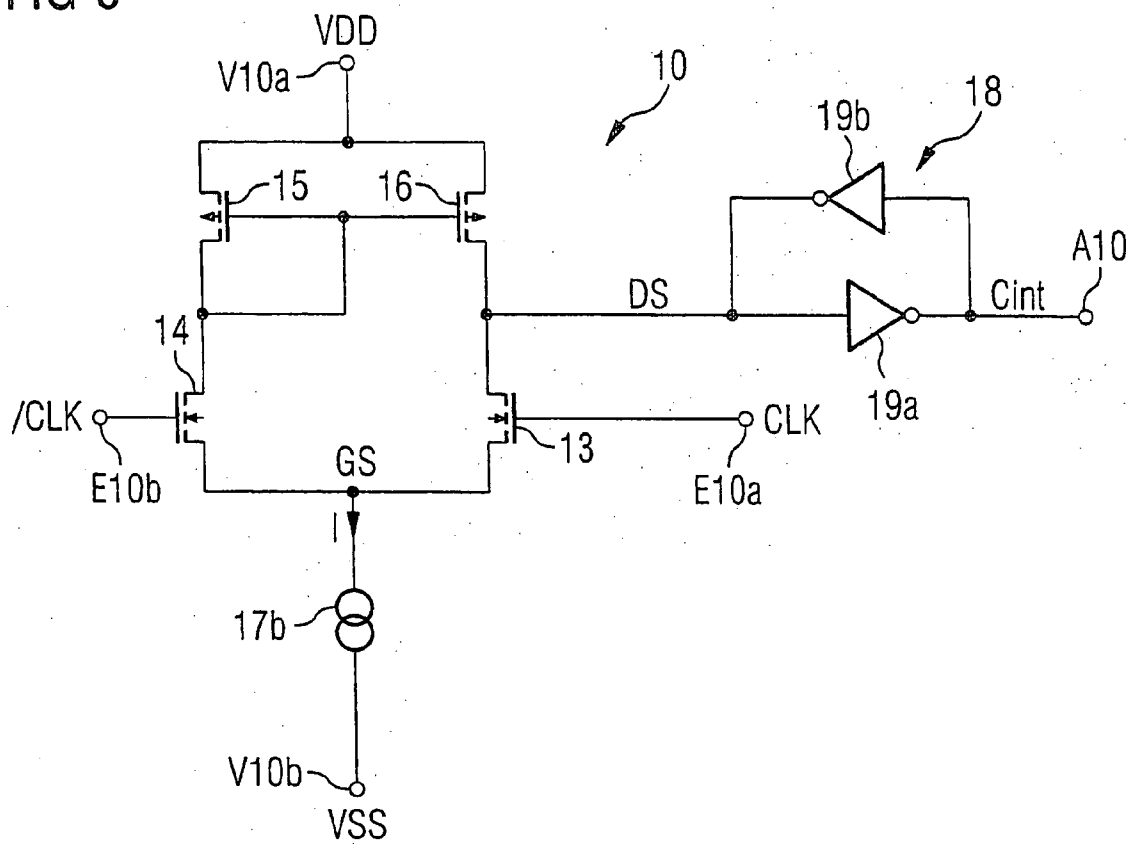 VDD
V10a
10
18
19b
15
16
A10
DS
Cint
14
19a
/CLK
CLK
13
E10b
GS
E10a
I
17b
V10b
VSS